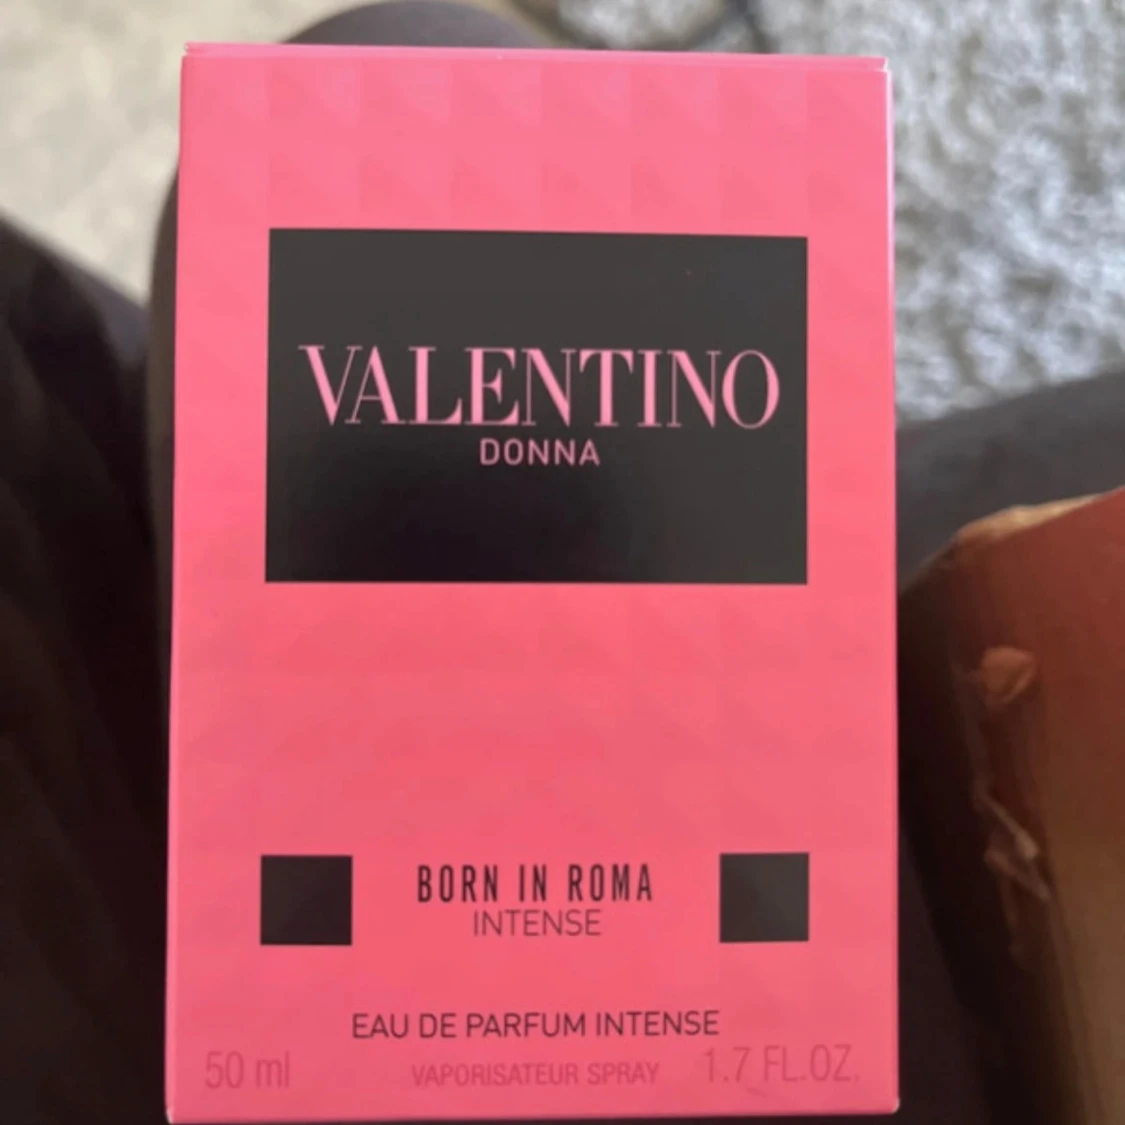 VALENTINO
DONNA
BORN IN ROMA
INTENSE
EAU DE PARFUM INTENSE
50 ml VAPORISATEUR SPRAY 1.7 FL.OZ.